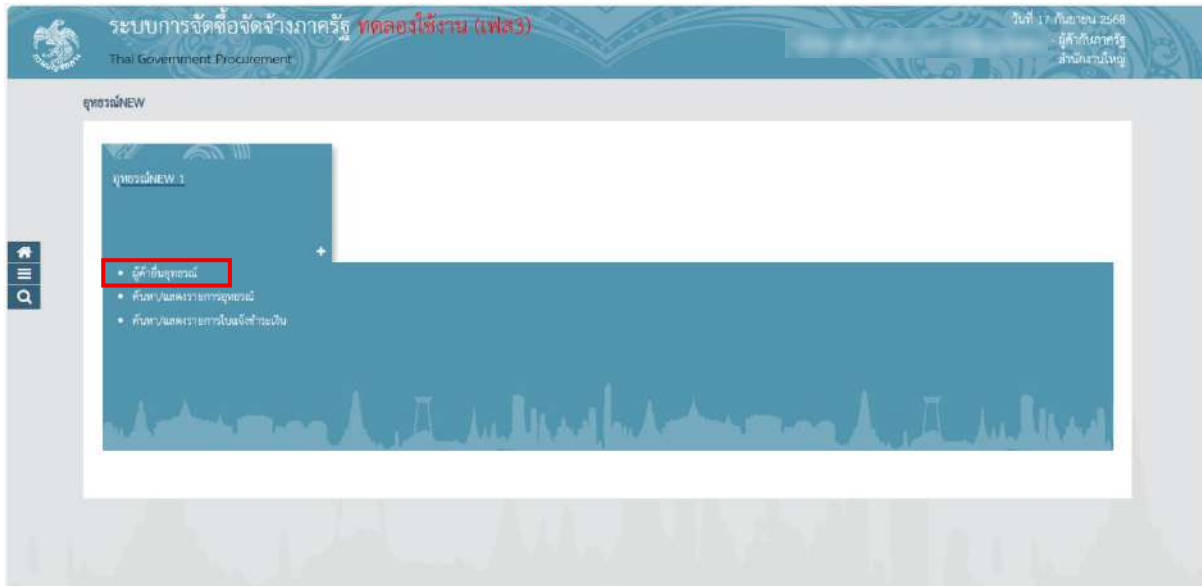 ระบบการจัดซื้อจัดจ้างภาครัฐ ทดลองใช้งาน (เฟส3)
Thai Government Procurement
วันที่ 17 กันยายน 2568
- ผู้ค้ากับภาครัฐ
สำนักงานใหญ่
อุทธรณ์NEW
อุทธรณ์NEW 1
+
• ผู้ค้ายื่นอุทธรณ์
• ค้นหา/แสดงรายการอุทธรณ์
• ค้นหา/แสดงรายการใบแจ้งชำระเงิน